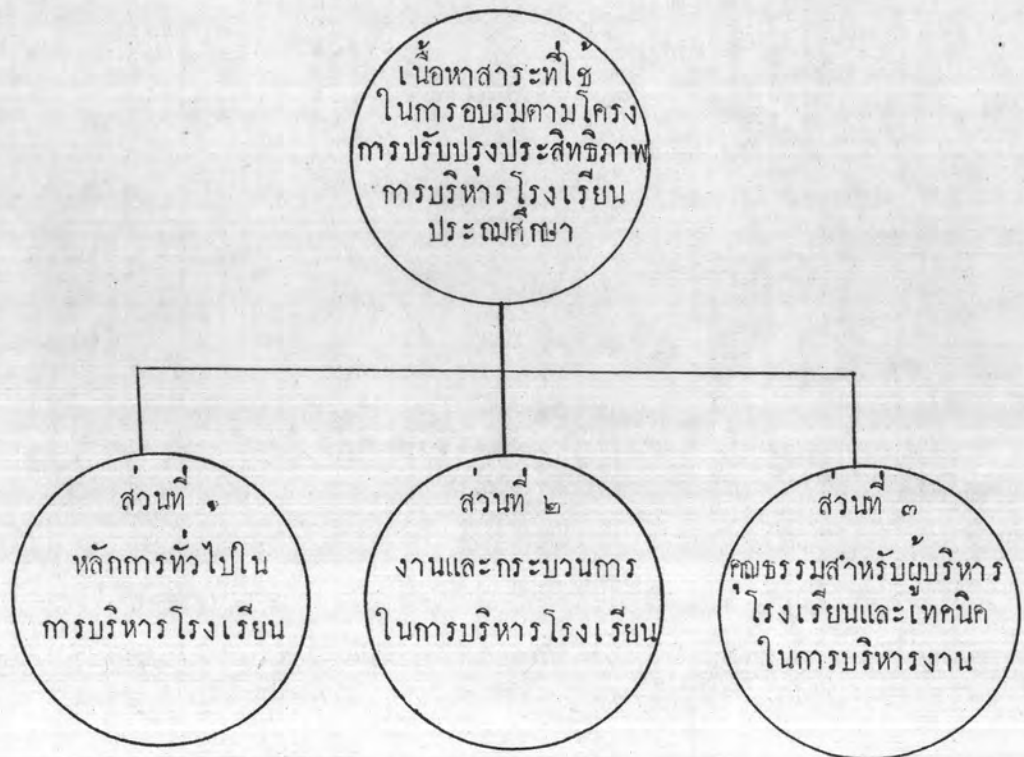 เนื้อหาสาระที่ใช้
ในการอบรมตามโครง
การปรับปรุงประสิทธิภาพ
การบริหารโรงเรียน
ประถมศึกษา
ส่วนที่ ๑
หลักการทั่วไปใน
การบริหารโรงเรียน
ส่วนที่ ๒
งานและกระบวนการ
ในการบริหารโรงเรียน
ส่วนที่ ๓
คุณธรรมสำหรับผู้บริหาร
โรงเรียนและเทคนิค
ในการบริหารงาน